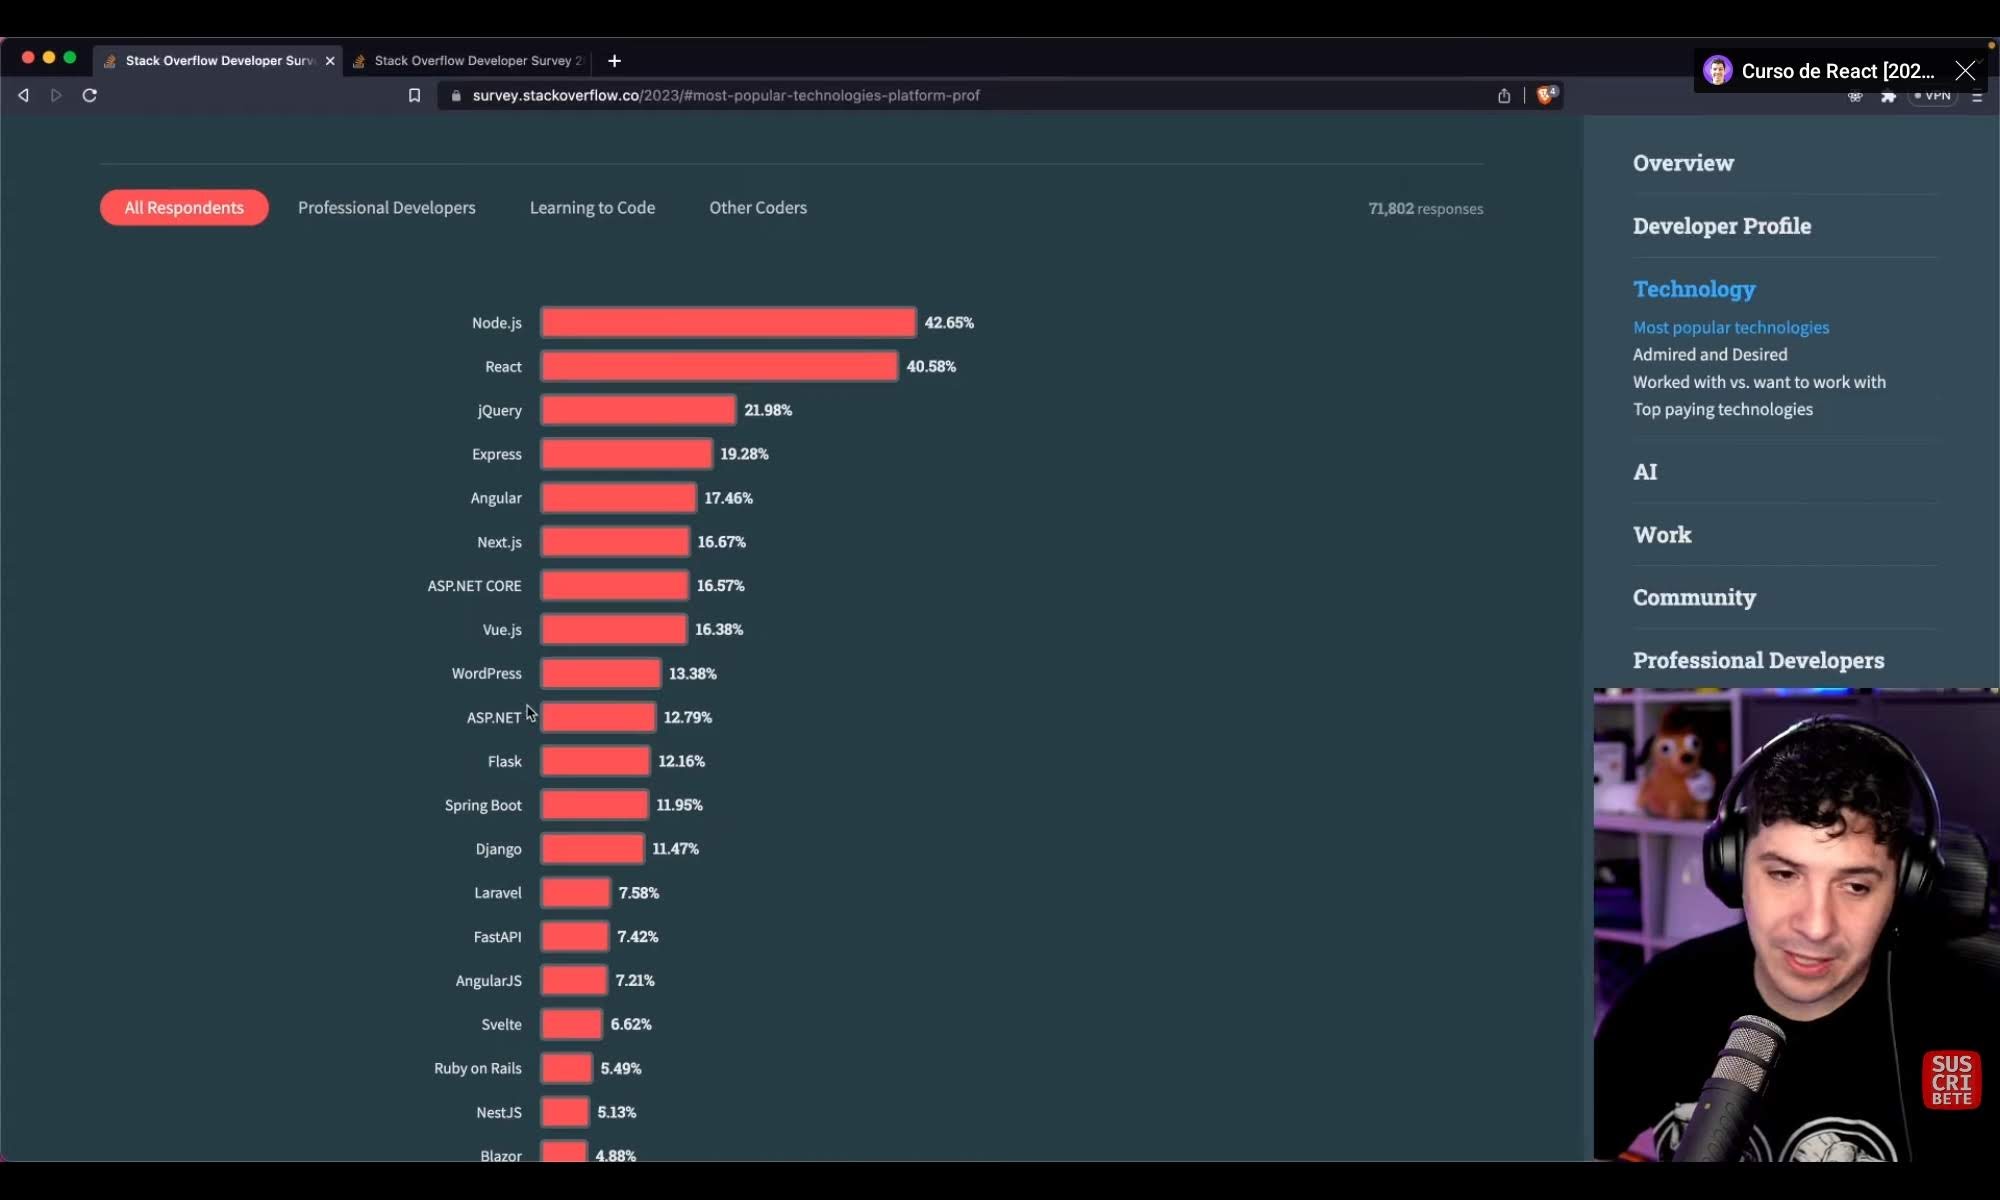 Stack Overflow Developer Surv
Stack Overflow Developer Survey 2
Curso de React [202...
survey.stackoverflow.co/2023/#most-popular-technologies-platform-prof
4
VPN
All Respondents
Professional Developers
Learning to Code
Other Coders
71,802 responses
Node.js 42.65%
React 40.58%
jQuery 21.98%
Express 19.28%
Angular 17.46%
Next.js 16.67%
ASP.NET CORE 16.57%
Vue.js 16.38%
WordPress 13.38%
ASP.NET 12.79%
Flask 12.16%
Spring Boot 11.95%
Django 11.47%
Laravel 7.58%
FastAPI 7.42%
AngularJS 7.21%
Svelte 6.62%
Ruby on Rails 5.49%
NestJS 5.13%
Blazor 4.88%
Overview
Developer Profile
Technology
Most popular technologies
Admired and Desired
Worked with vs. want to work with
Top paying technologies
AI
Work
Community
Professional Developers
SUS
CRI
BETE